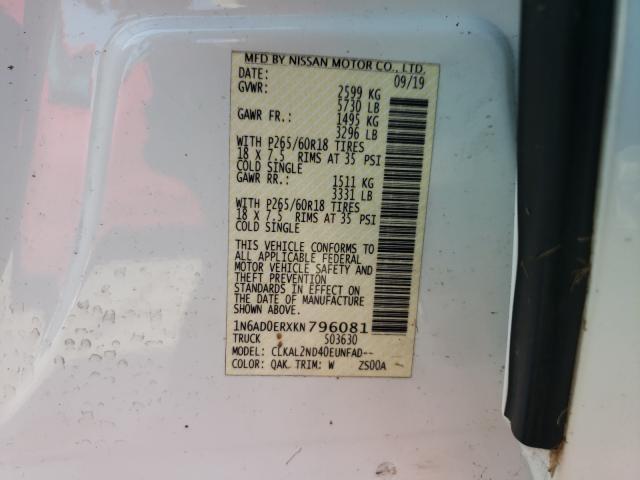 MFD BY NISSAN MOTOR CO., LTD.
DATE: 09/19
GVWR: 2599 KG
5730 LB
GAWR FR.: 1495 KG
3296 LB
WITH P265/60R18 TIRES
18 X 7.5 RIMS AT 35 PSI
COLD SINGLE
GAWR RR.: 1511 KG
3331 LB
WITH P265/60R18 TIRES
18 X 7.5 RIMS AT 35 PSI
COLD SINGLE
THIS VEHICLE CONFORMS TO
ALL APPLICABLE FEDERAL
MOTOR VEHICLE SAFETY AND
THEFT PREVENTION
STANDARDS IN EFFECT ON
THE DATE OF MANUFACTURE
SHOWN ABOVE.
1N6AD0ERXKN796081
TRUCK S03630
MODEL: CLKAL2ND40EUNFAD--
COLOR: QAK TRIM: W ZS00A